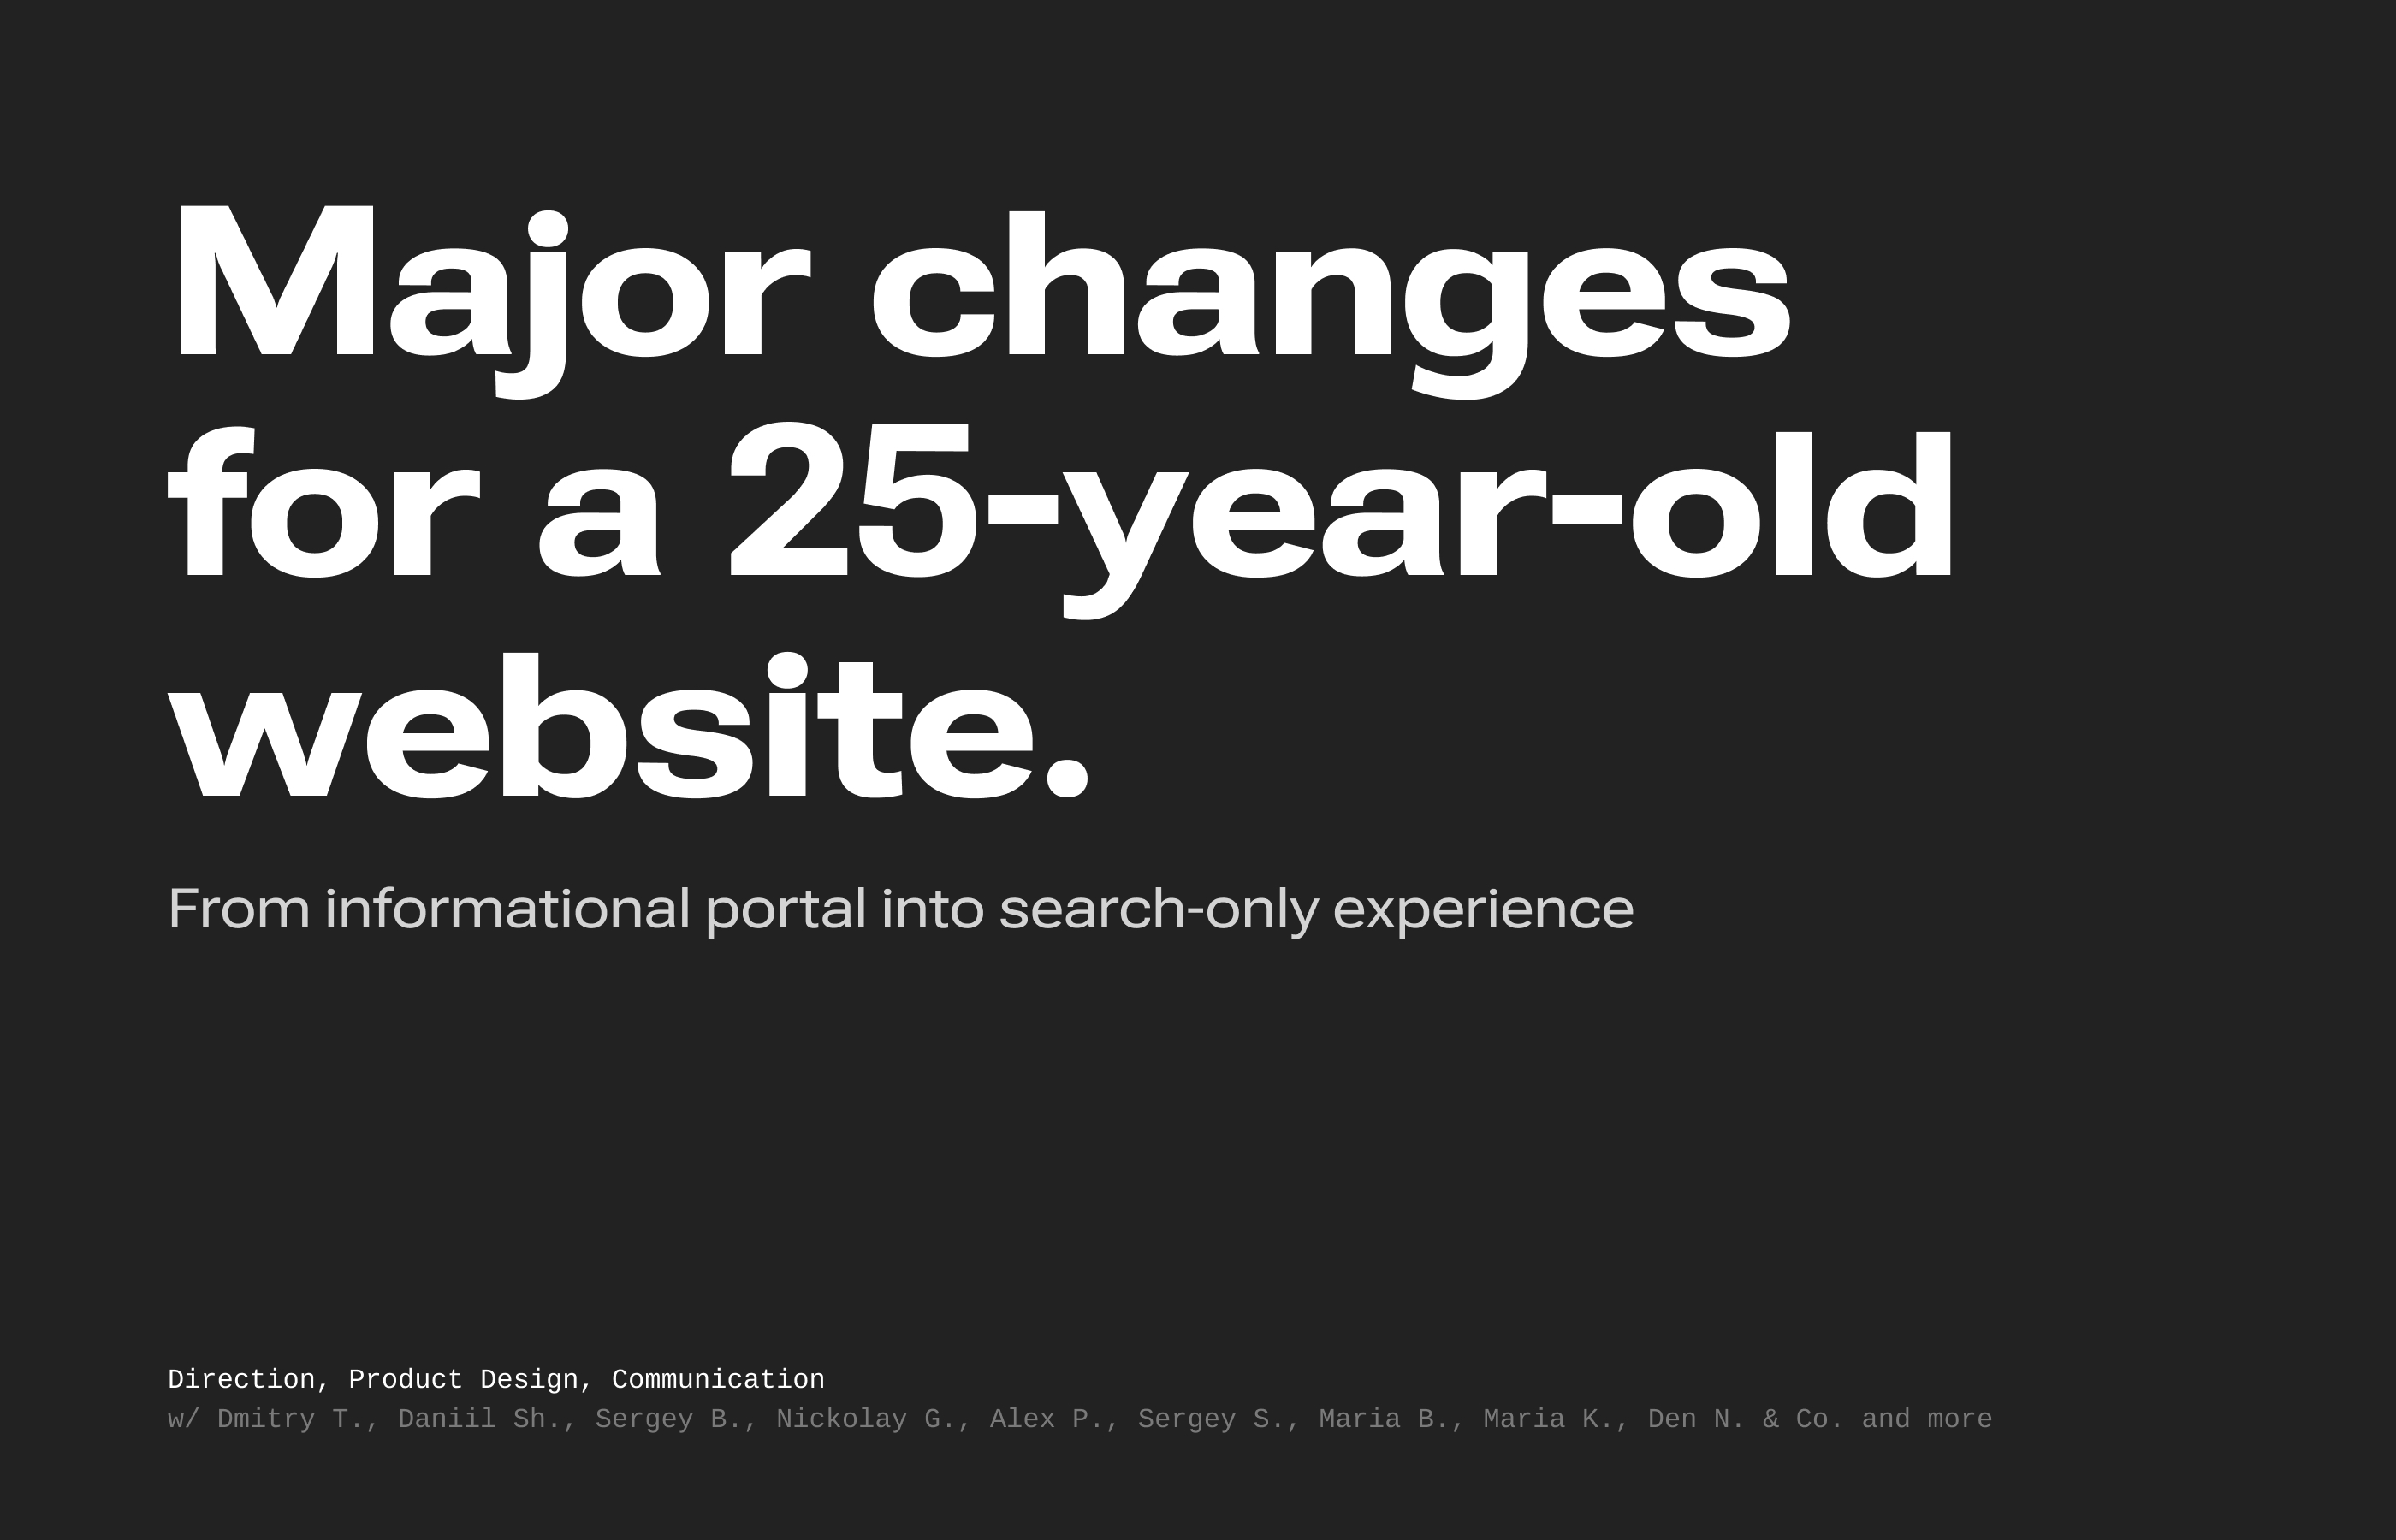 Major changes
for a 25-year-old
website.
From informational portal into search-only experience
Direction, Product Design, Communication
w/ Dmitry T., Daniil Sh., Sergey B., Nickolay G., Alex P., Sergey S., Maria B., Maria K., Den N. & Co. and more